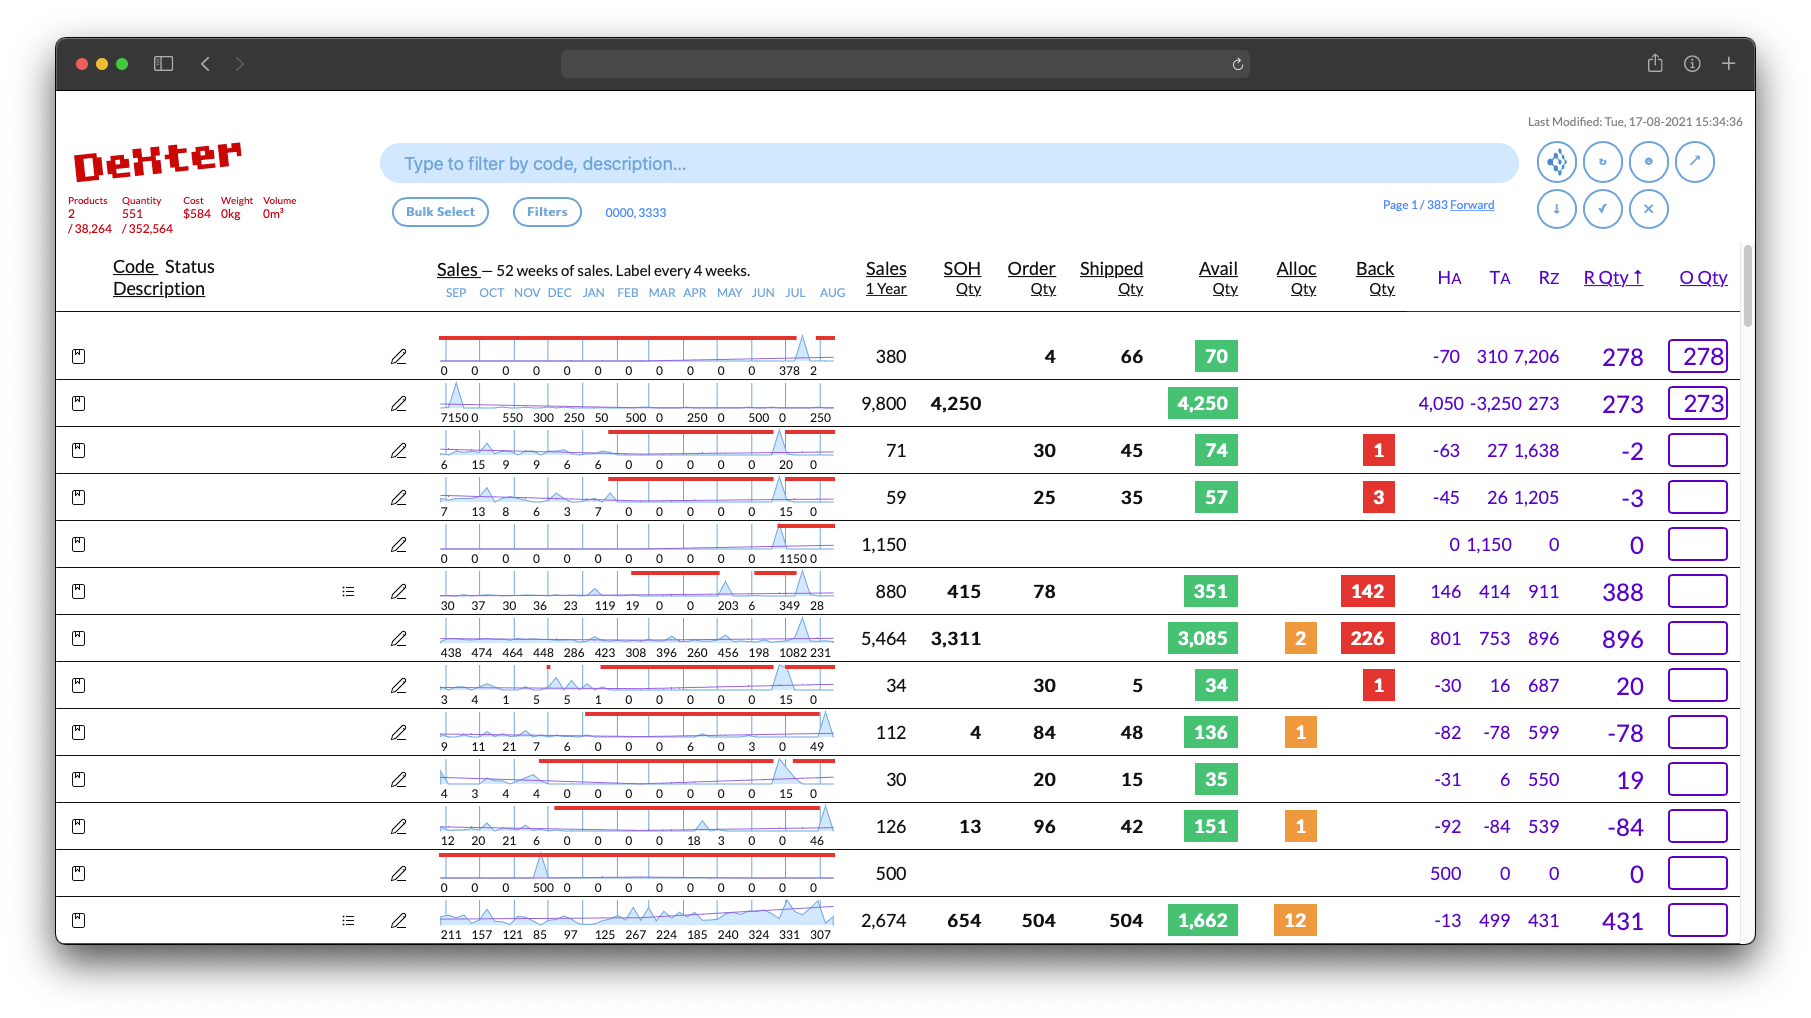 Last Modified: Tue, 17-08-2021 15:34:36
DeXter
Type to filter by code, description...
Products Quantity Cost Weight Volume
2 551 $584 0kg 0m³
/ 38,264 / 352,564
Bulk Select Filters 0000, 3333
Page 1 / 383 Forward
Code Status
Description
Sales — 52 weeks of sales. Label every 4 weeks.
SEP OCT NOV DEC JAN FEB MAR APR MAY JUN JUL AUG
Sales SOH Order Shipped Avail Alloc Back
1 Year Qty Qty Qty Qty Qty Qty
HA TA RZ R Qty ↑ O Qty
380 4 66 70 -70 310 7,206 278 278
0 0 0 0 0 0 0 0 0 0 0 378 2
9,800 4,250 4,250 4,050 -3,250 273 273 273
7150 0 550 300 250 50 500 0 250 0 500 0 250
71 30 45 74 1 -63 27 1,638 -2
6 15 9 9 6 6 0 0 0 0 0 20 0
59 25 35 57 3 -45 26 1,205 -3
7 13 8 6 3 7 0 0 0 0 0 15 0
1,150 0 1,150 0 0
0 0 0 0 0 0 0 0 0 0 0 1150 0
880 415 78 351 142 146 414 911 388
30 37 30 36 23 119 19 0 0 203 6 349 28
5,464 3,311 3,085 2 226 801 753 896 896
438 474 464 448 286 423 308 396 260 456 198 1082 231
34 30 5 34 1 -30 16 687 20
3 4 1 5 5 1 0 0 0 0 0 15 0
112 4 84 48 136 1 -82 -78 599 -78
9 11 21 7 6 0 0 0 6 0 3 0 49
30 20 15 35 -31 6 550 19
4 3 4 4 0 0 0 0 0 0 0 15 0
126 13 96 42 151 1 -92 -84 539 -84
12 20 21 6 0 0 0 0 18 3 0 0 46
500 500 0 0 0
0 0 0 500 0 0 0 0 0 0 0 0 0
2,674 654 504 504 1,662 12 -13 499 431 431
211 157 121 85 97 125 267 224 185 240 324 331 307